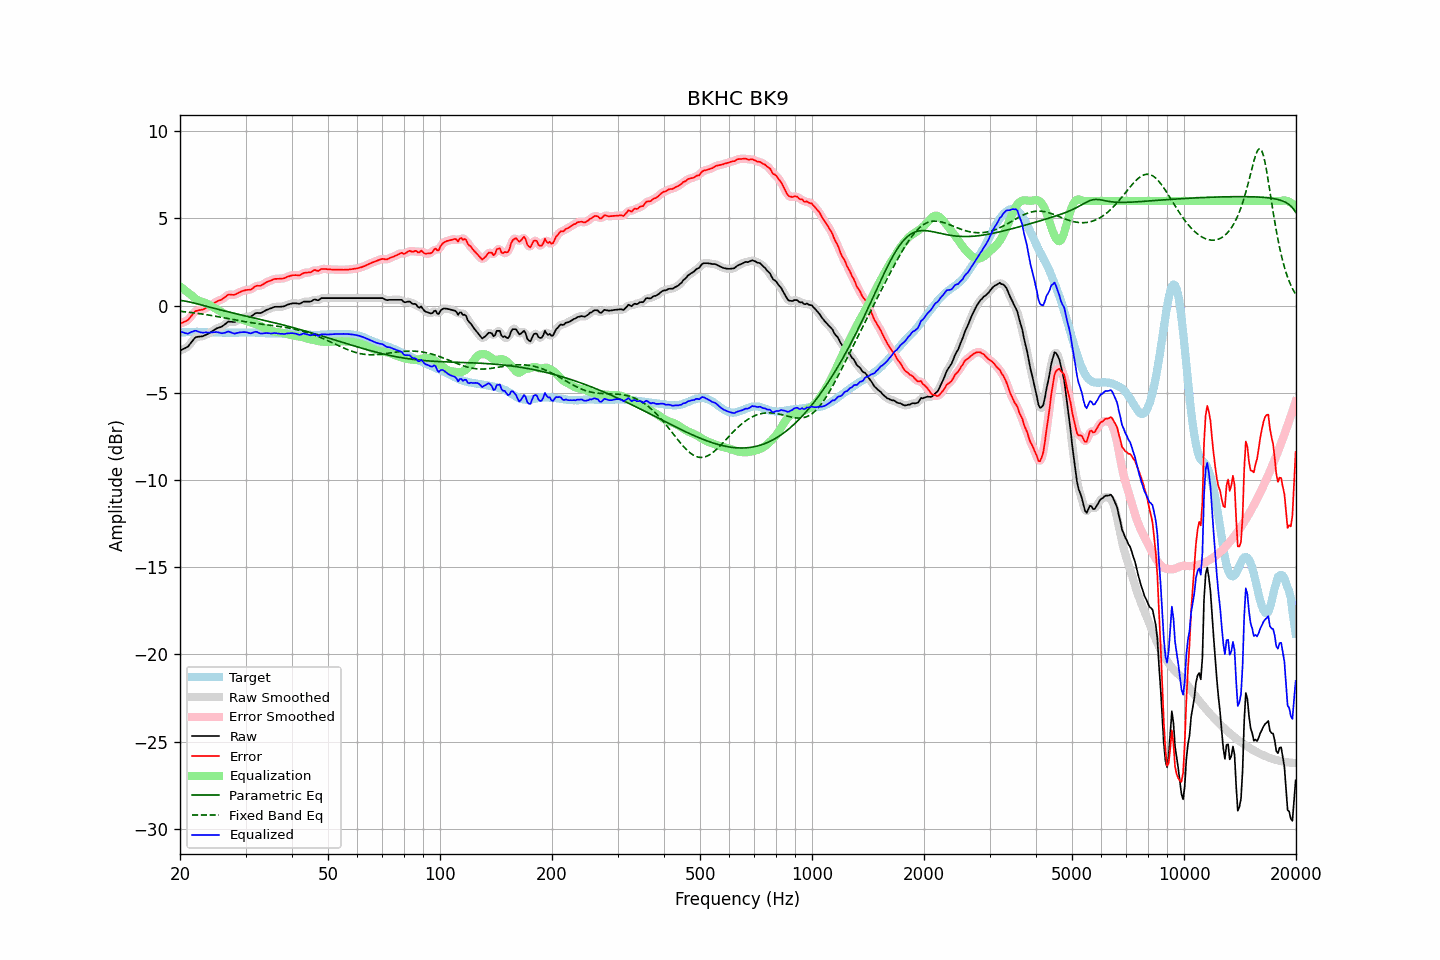 BKHC BK9
10
5
0
−5
−10
−15
−20
−25
−30
Amplitude (dBr)
Target
Raw Smoothed
Error Smoothed
Raw
Error
Equalization
Parametric Eq
Fixed Band Eq
Equalized
20 50 100 200 500 1000 2000 5000 10000 20000
Frequency (Hz)